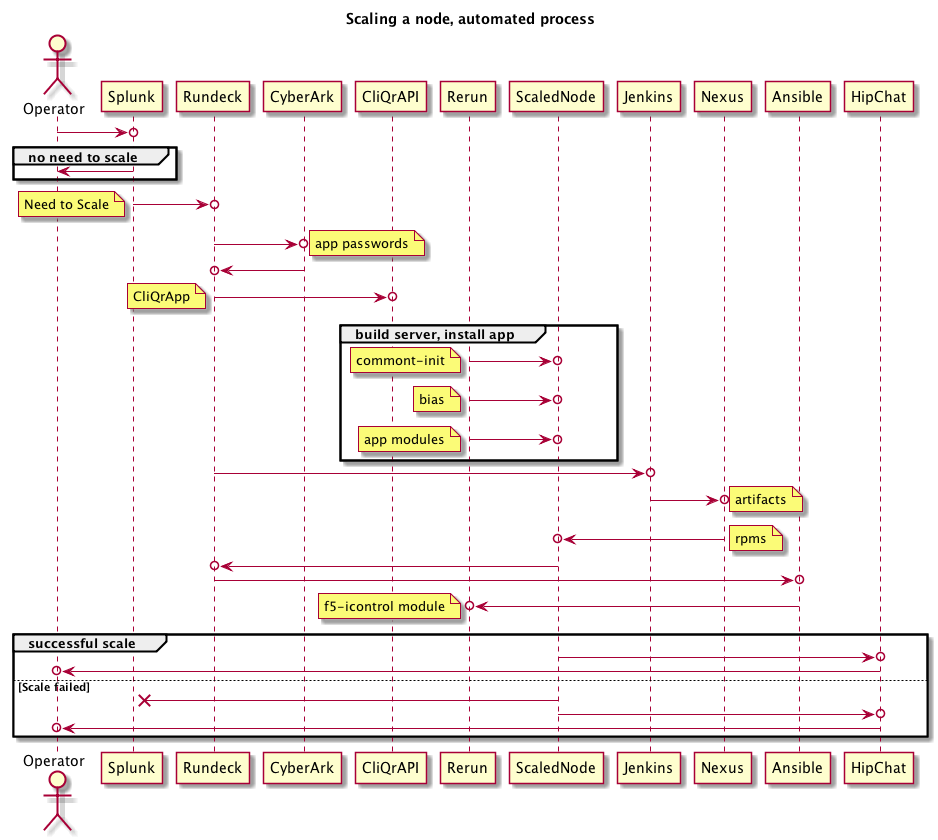 Scaling a node, automated process
Operator
Splunk
Rundeck
CyberArk
CliQrAPI
Rerun
ScaledNode
Jenkins
Nexus
Ansible
HipChat
no need to scale
Need to Scale
app passwords
CliQrApp
build server, install app
commont-init
bias
app modules
artifacts
rpms
f5-icontrol module
successful scale
[Scale failed]
Operator
Splunk
Rundeck
CyberArk
CliQrAPI
Rerun
ScaledNode
Jenkins
Nexus
Ansible
HipChat